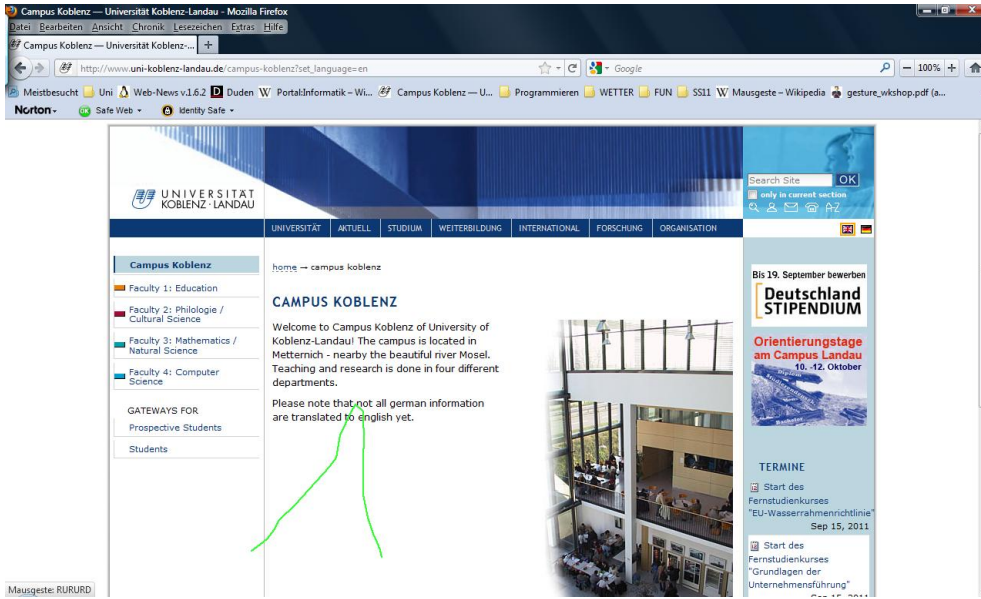 Campus Koblenz — Universität Koblenz-Landau - Mozilla Firefox
Datei Bearbeiten Ansicht Chronik Lesezeichen Extras Hilfe
Campus Koblenz — Universität Koblenz-... +
http://www.uni-koblenz-landau.de/campus-koblenz?set_language=en Google 100%
Meistbesucht Uni Web-News v.1.6.2 Duden Portal:Informatik – Wi... Campus Koblenz — U... Programmieren WETTER FUN SS11 Mausgeste – Wikipedia gesture_wkshop.pdf (a...
Norton Safe Web Identity Safe
UNIVERSITÄT
KOBLENZ · LANDAU
Search Site OK
only in current section
A-Z
UNIVERSITÄT AKTUELL STUDIUM WEITERBILDUNG INTERNATIONAL FORSCHUNG ORGANISATION
Campus Koblenz
Faculty 1: Education
Faculty 2: Philologie /
Cultural Science
Faculty 3: Mathematics /
Natural Science
Faculty 4: Computer
Science
GATEWAYS FOR
Prospective Students
Students
home → campus koblenz
CAMPUS KOBLENZ
Welcome to Campus Koblenz of University of
Koblenz-Landau! The campus is located in
Metternich - nearby the beautiful river Mosel.
Teaching and research is done in four different
departments.
Please note that not all german information
are translated to english yet.
Bis 19. September bewerben
Deutschland
STIPENDIUM
Orientierungstage
am Campus Landau
10. -12. Oktober
TERMINE
Start des
Fernstudienkurses
"EU-Wasserrahmenrichtlinie"
Sep 15, 2011
Start des
Fernstudienkurses
"Grundlagen der
Unternehmensführung"
Sep 15, 2011
Mausgeste: RURURD